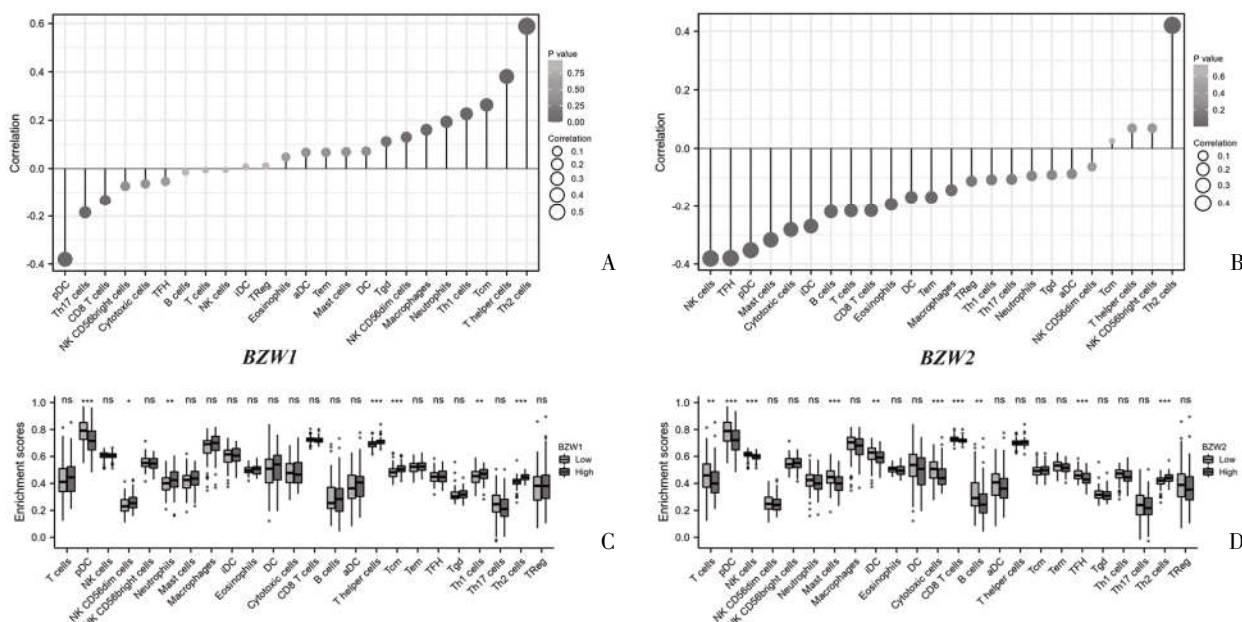 0.6
0.4
0.2
0.0
-0.2
-0.4
Correlation
pDC
Th17 cells
CD8 T cells
NK CD56bright cells
Cytotoxic cells
TFH
B cells
T cells
NK cells
iDC
TReg
Eosinophils
aDC
Tem
Mast cells
DC
Tgd
NK CD56dim cells
Macrophages
Neutrophils
Th1 cells
Tcm
T helper cells
Th2 cells
P value
0.75
0.50
0.25
0.00
Correlation
0.1
0.2
0.3
0.4
0.5
A
BZW1
0.4
0.2
0.0
-0.2
-0.4
Correlation
NK cells
TFH
pDC
Mast cells
Cytotoxic cells
iDC
B cells
T cells
CD8 T cells
Eosinophils
DC
Tem
Macrophages
TReg
Th1 cells
Th17 cells
Neutrophils
Tgd
aDC
NK CD56dim cells
Tcm
T helper cells
NK CD56bright cells
Th2 cells
P value
0.6
0.4
0.2
Correlation
0.1
0.2
0.3
0.4
B
BZW2
ns *** ns * ns ** ns ns ns ns ns ns ns ns ns *** *** ns ns ns ** ns *** ns
1.0
0.8
0.6
0.4
0.2
0.0
Enrichment scores
T cells
pDC
NK cells
NK CD56dim cells
NK CD56bright cells
Neutrophils
Mast cells
Macrophages
iDC
Eosinophils
DC
Cytotoxic cells
CD8 T cells
B cells
aDC
T helper cells
Tcm
Tem
TFH
Tgd
Th1 cells
Th17 cells
Th2 cells
TReg
BZW1
Low
High
C
** *** *** ns ns ns *** ns ** ns ns *** *** ** ns ns ns ns *** ns ns ns *** ns
1.0
0.8
0.6
0.4
0.2
0.0
Enrichment scores
T cells
pDC
NK cells
NK CD56dim cells
NK CD56bright cells
Neutrophils
Mast cells
Macrophages
iDC
Eosinophils
DC
Cytotoxic cells
CD8 T cells
B cells
aDC
T helper cells
Tcm
Tem
TFH
Tgd
Th1 cells
Th17 cells
Th2 cells
TReg
BZW2
Low
High
D